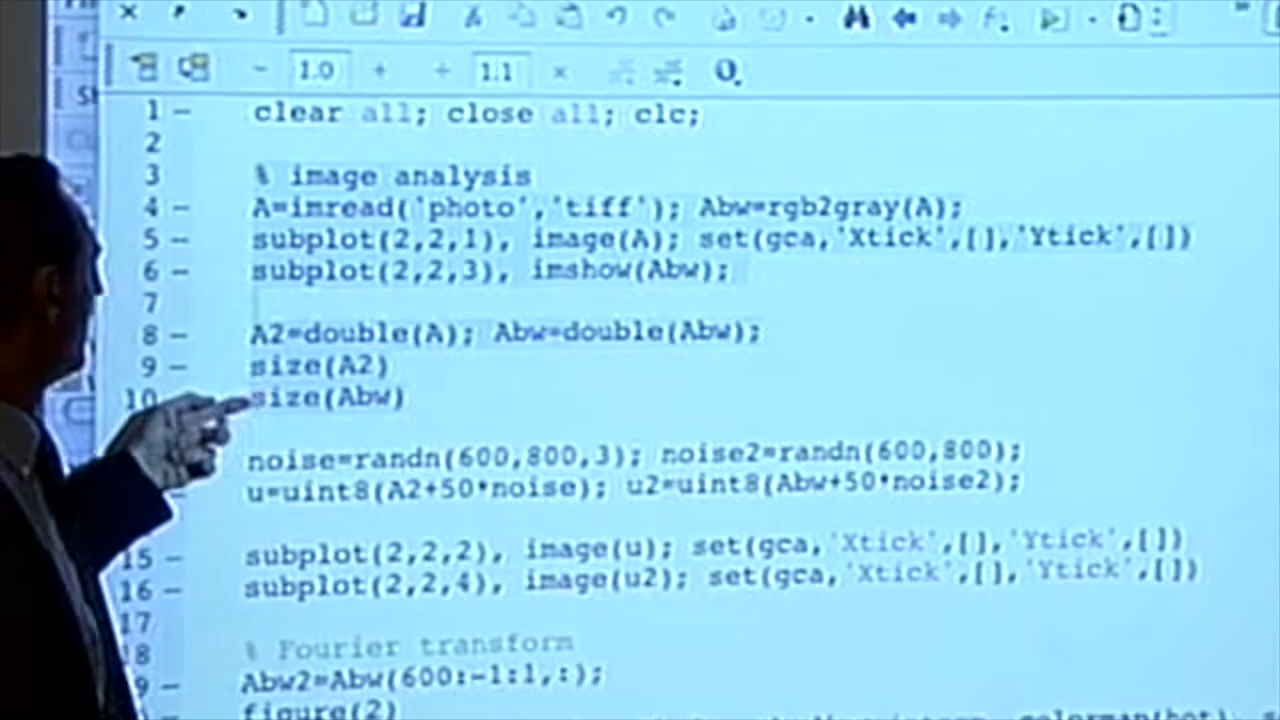 - 1.0 + ÷ 1.1 ×
1 - clear all; close all; clc;
2
3 % image analysis
4 - A=imread('photo','tiff'); Abw=rgb2gray(A);
5 - subplot(2,2,1), image(A); set(gca,'Xtick',[],'Ytick',[])
6 - subplot(2,2,3), imshow(Abw);
7
8 - A2=double(A); Abw=double(Abw);
9 - size(A2)
10 size(Abw)
noise=randn(600,800,3); noise2=randn(600,800);
u=uint8(A2+50*noise); u2=uint8(Abw+50*noise2);
15 - subplot(2,2,2), image(u); set(gca,'Xtick',[],'Ytick',[])
16 - subplot(2,2,4), image(u2); set(gca,'Xtick',[],'Ytick',[])
17
8 % Fourier transform
9 - Abw2=Abw(600:-1:1,:);
figure(2)